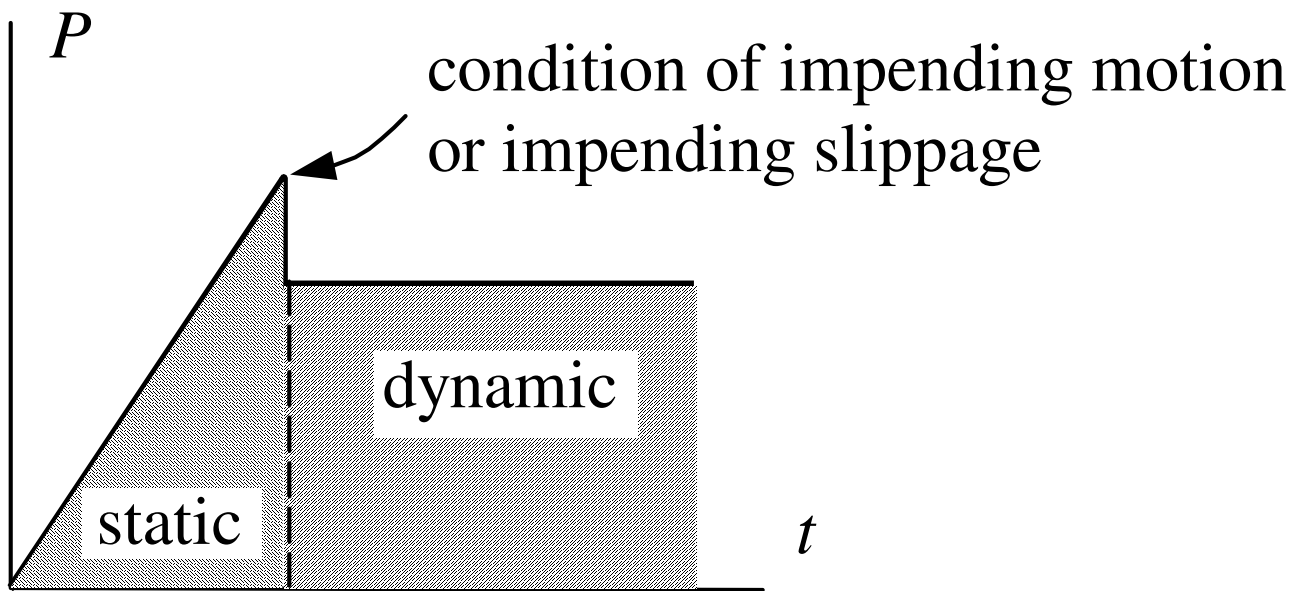 P
condition of impending motion
or impending slippage
dynamic
static
t